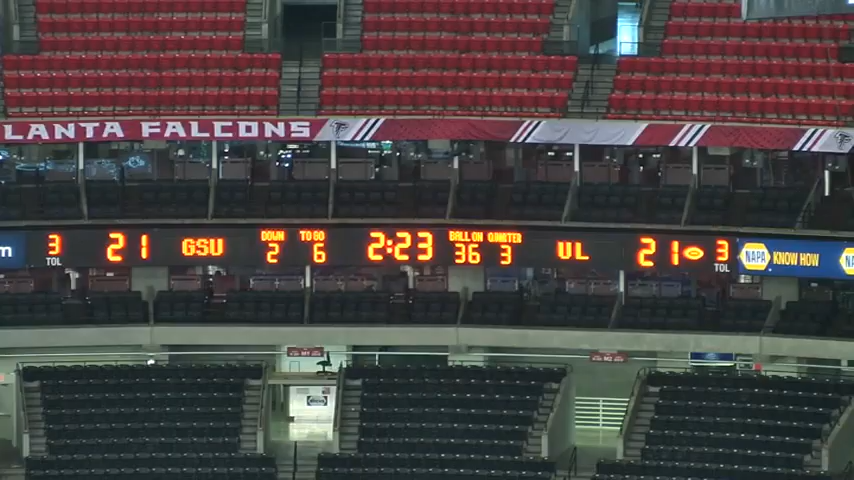 LANTA FALCONS
m
3
TOL
21
GSU
DOWN
2
TO GO
6
2:23
BALL ON
36
QUARTER
3
UL
21
3
TOL
NAPA
KNOW HOW
NA